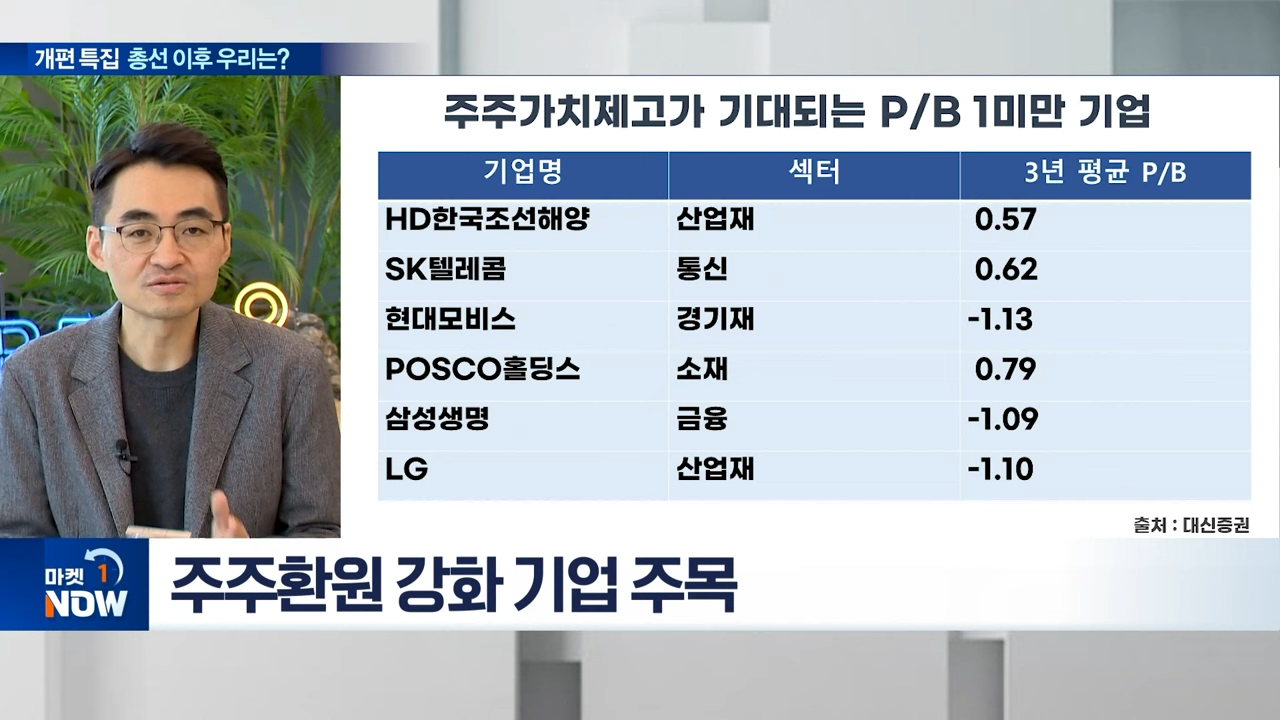 개편 특집 총선 이후 우리는?
주주가치제고가 기대되는 P/B 1미만 기업
기업명 섹터 3년 평균 P/B
HD한국조선해양 산업재 0.57
SK텔레콤 통신 0.62
현대모비스 경기재 -1.13
POSCO홀딩스 소재 0.79
삼성생명 금융 -1.09
LG 산업재 -1.10
출처 : 대신증권
마켓 1
NOW
주주환원 강화 기업 주목